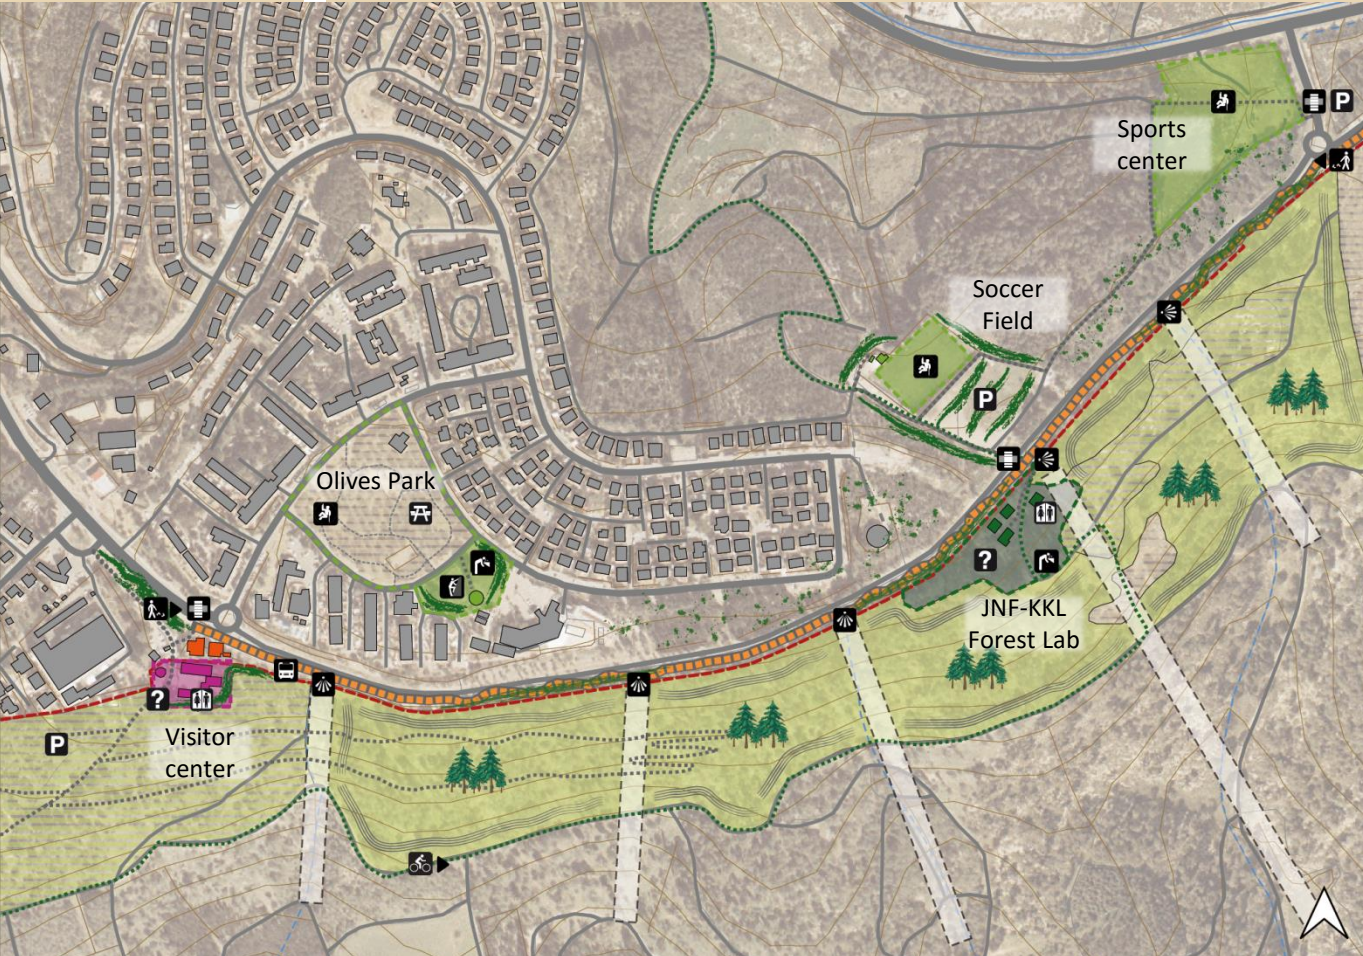 P
Sports
center
Soccer
Field
P
Olives Park
?
JNF-KKL
Forest Lab
?
P
Visitor
center